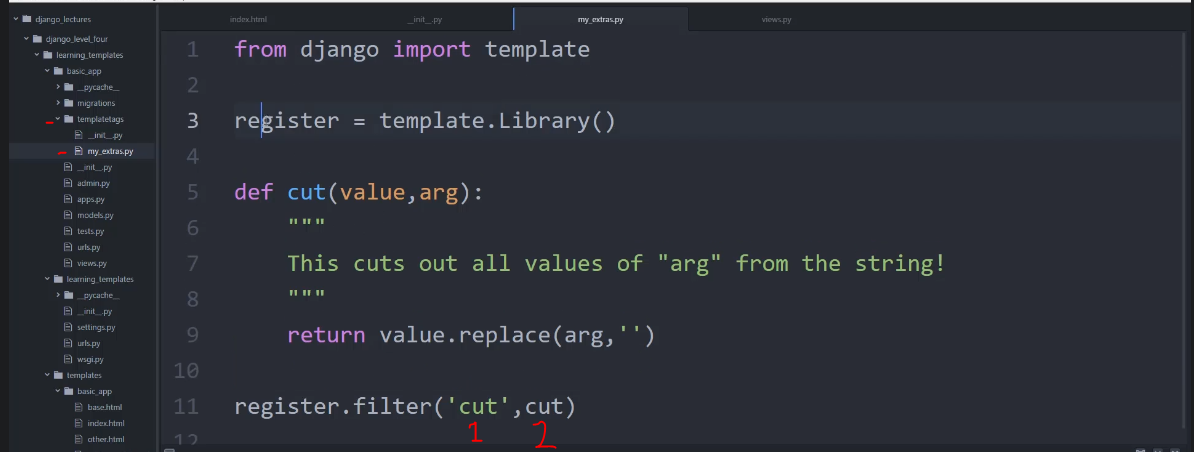 django_lectures
django_level_four
learning_templates
basic_app
__pycache__
migrations
templatetags
__init__.py
my_extras.py
__init__.py
admin.py
apps.py
models.py
tests.py
urls.py
views.py
learning_templates
__pycache__
__init__.py
settings.py
urls.py
wsgi.py
templates
basic_app
base.html
index.html
other.html
index.html __init__.py my_extras.py views.py
1 from django import template
2
3 register = template.Library()
4
5 def cut(value,arg):
6 """
7 This cuts out all values of "arg" from the string!
8 """
9 return value.replace(arg,'')
10
11 register.filter('cut',cut)
1 2
12